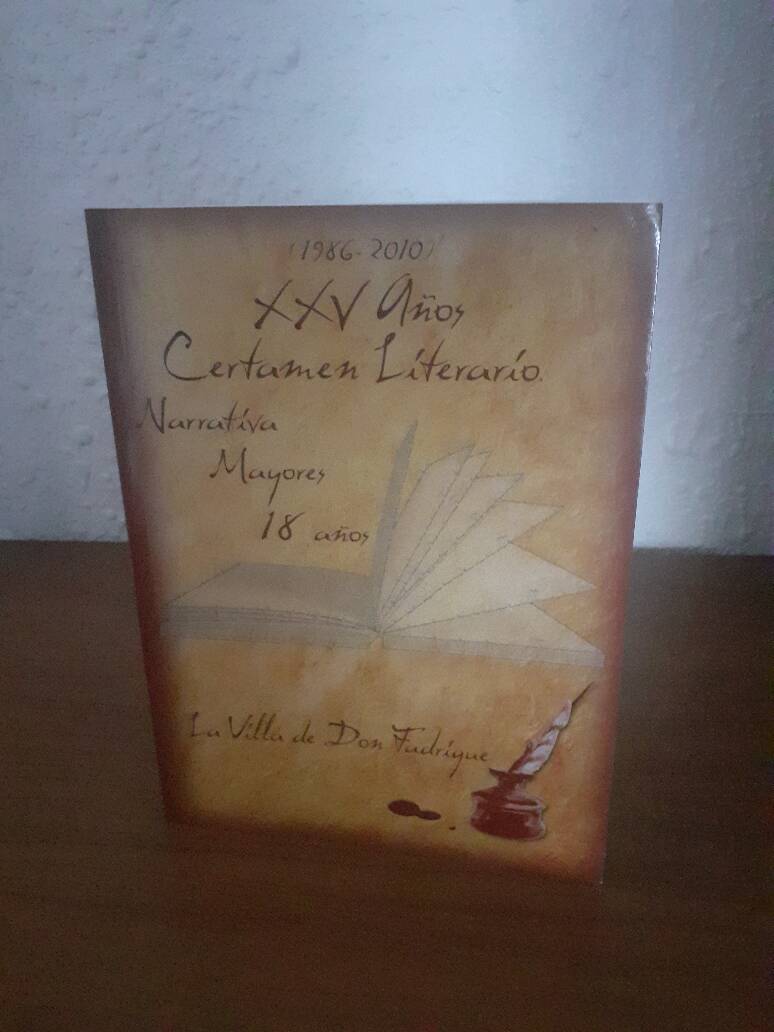 (1986-2010)
XXV Años
Certamen Literario.
Narrativa
Mayores
18 años
La Villa de Don Fadrique